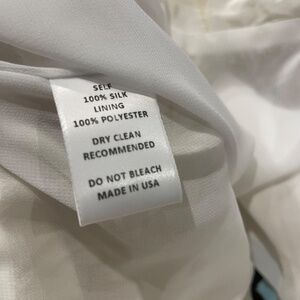 SELF
100% SILK
LINING
100% POLYESTER
DRY CLEAN
RECOMMENDED
DO NOT BLEACH
MADE IN USA